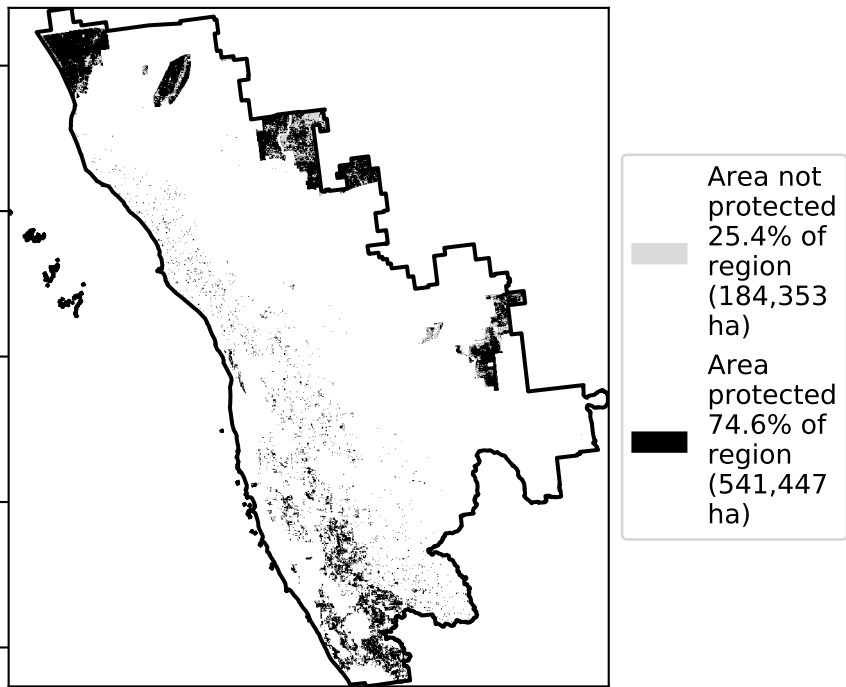 Area not
protected
25.4% of
region
(184,353
ha)
Area
protected
74.6% of
region
(541,447
ha)